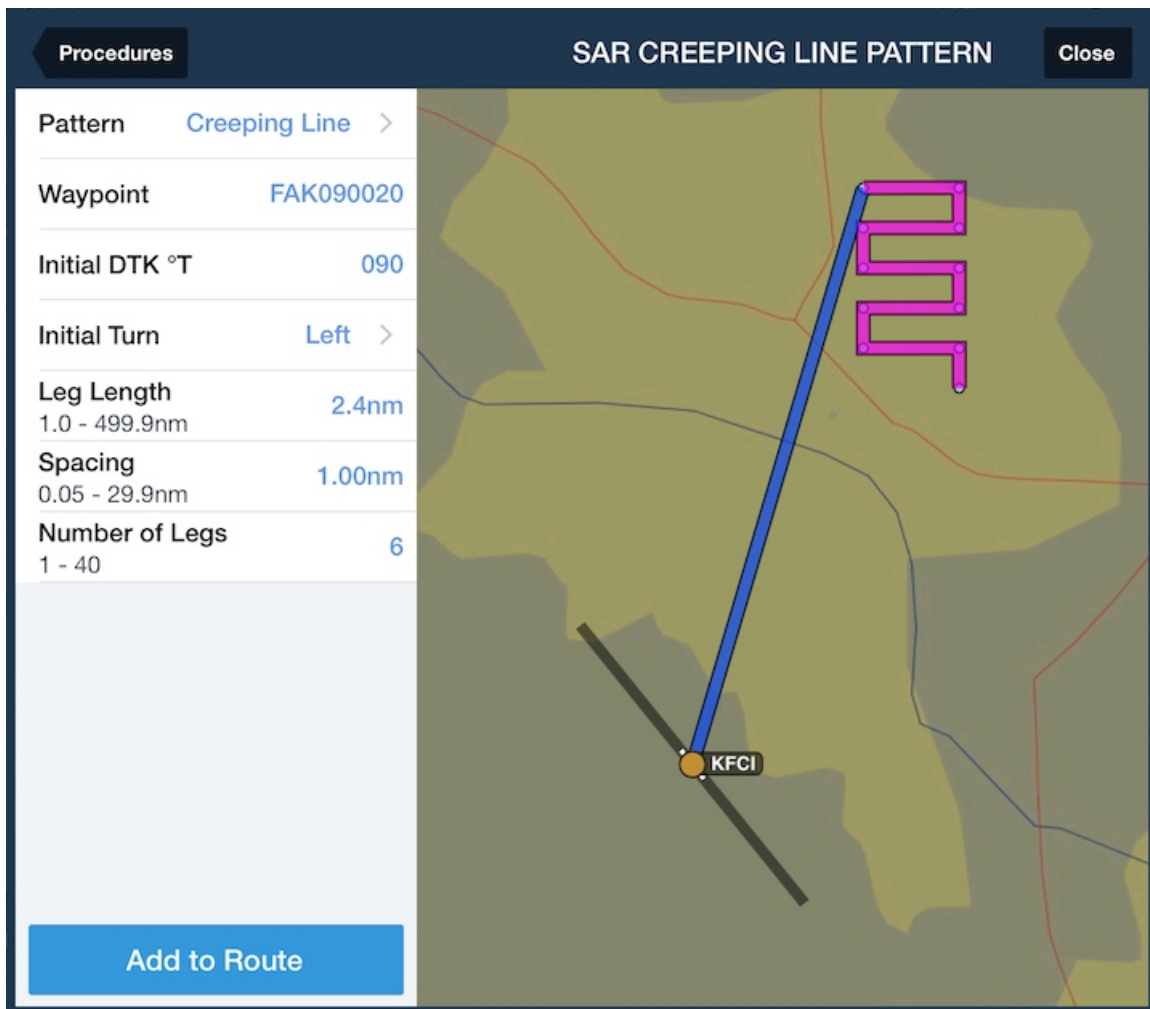 Procedures
SAR CREEPING LINE PATTERN
Close
Pattern Creeping Line
Waypoint FAK090020
Initial DTK °T 090
Initial Turn Left
Leg Length
1.0 - 499.9nm
2.4nm
Spacing
0.05 - 29.9nm
1.00nm
Number of Legs
1 - 40
6
KFCI
Add to Route